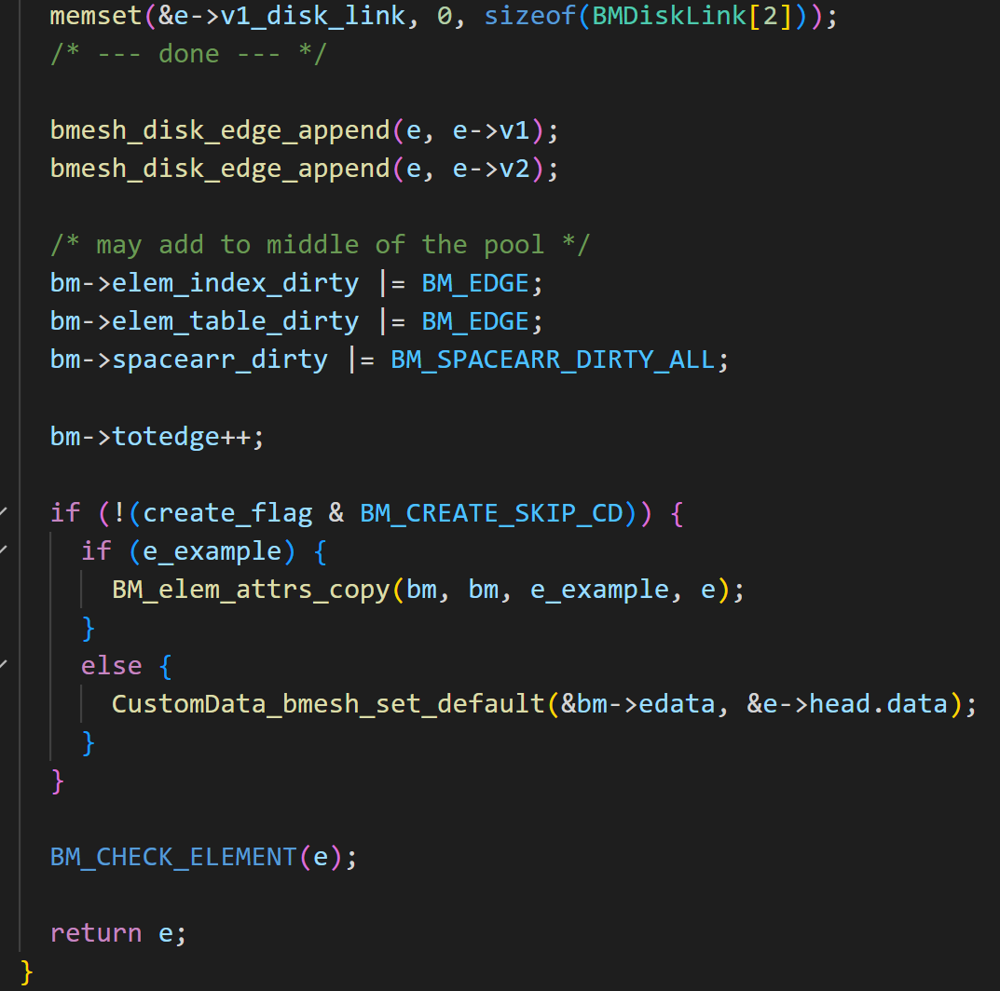 memset(&e->v1_disk_link, 0, sizeof(BMDiskLink[2]));
/* --- done --- */
bmesh_disk_edge_append(e, e->v1);
bmesh_disk_edge_append(e, e->v2);
/* may add to middle of the pool */
bm->elem_index_dirty |= BM_EDGE;
bm->elem_table_dirty |= BM_EDGE;
bm->spacearr_dirty |= BM_SPACEARR_DIRTY_ALL;
bm->totedge++;
if (!(create_flag & BM_CREATE_SKIP_CD)) {
if (e_example) {
BM_elem_attrs_copy(bm, bm, e_example, e);
}
else {
CustomData_bmesh_set_default(&bm->edata, &e->head.data);
}
}
BM_CHECK_ELEMENT(e);
return e;
}